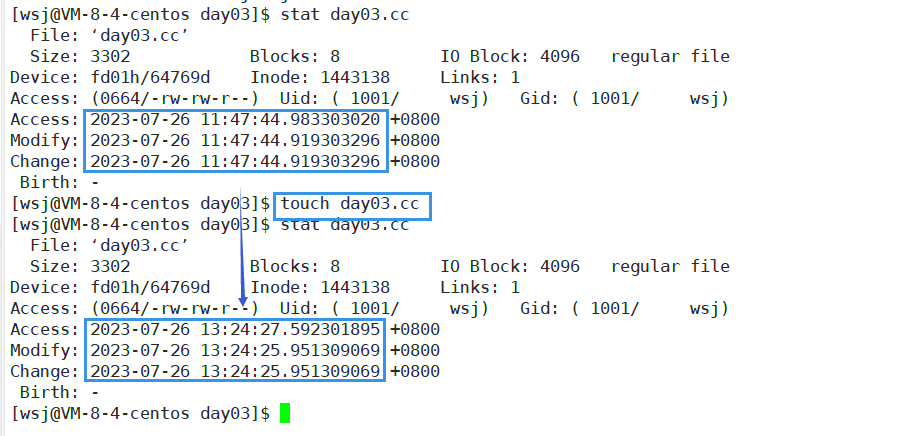 [wsj@VM-8-4-centos day03]$ stat day03.cc
  File: ‘day03.cc’
  Size: 3302            Blocks: 8          IO Block: 4096   regular file
Device: fd01h/64769d    Inode: 1443138     Links: 1
Access: (0664/-rw-rw-r--)  Uid: ( 1001/     wsj)   Gid: ( 1001/     wsj)
Access: 2023-07-26 11:47:44.983303020 +0800
Modify: 2023-07-26 11:47:44.919303296 +0800
Change: 2023-07-26 11:47:44.919303296 +0800
 Birth: -
[wsj@VM-8-4-centos day03]$ touch day03.cc
[wsj@VM-8-4-centos day03]$ stat day03.cc
  File: ‘day03.cc’
  Size: 3302            Blocks: 8          IO Block: 4096   regular file
Device: fd01h/64769d    Inode: 1443138     Links: 1
Access: (0664/-rw-rw-r--)  Uid: ( 1001/     wsj)   Gid: ( 1001/     wsj)
Access: 2023-07-26 13:24:27.592301895 +0800
Modify: 2023-07-26 13:24:25.951309069 +0800
Change: 2023-07-26 13:24:25.951309069 +0800
 Birth: -
[wsj@VM-8-4-centos day03]$